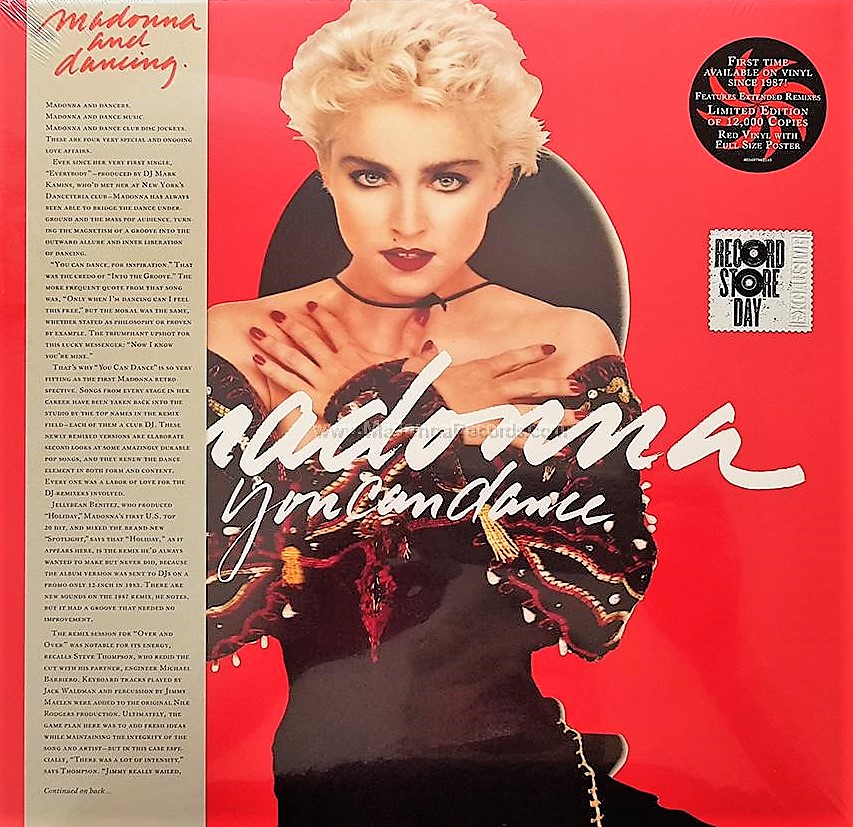 madonna
and
dancing.
Madonna and dancers.
Madonna and dance music.
Madonna and dance club disc jockeys.
These are four very special and ongoing
love affairs.
Ever since her very first single,
"Everybody"—produced by DJ Mark
Kamins, who'd met her at New York's
Danceteria club—Madonna has always
been able to bridge the dance under-
ground and the mass pop audience, turn-
ing the magnetism of a groove into the
outward allure and inner liberation
of dancing.
"You can dance, for inspiration." That
was the credo of "Into the Groove." The
more frequent quote from that song
was, "Only when I'm dancing can I feel
this free," but the moral was the same,
whether stated as philosophy or proven
by example. The triumphant upshot for
this lucky messenger: "Now I know
you're mine."
That's why "You Can Dance" is so very
fitting as the first Madonna retro-
spective. Songs from every stage in her
career have been taken back into the
studio by the top names in the remix
field—each of them a club DJ. These
newly remixed versions are elaborate
second looks at some amazingly durable
pop songs, and they renew the dance
element in both form and content.
Every one was a labor of love for the
DJ-remixers involved.
Jellybean Benitez, who produced
"Holiday," Madonna's first U.S. top
20 hit, and mixed the brand-new
"Spotlight," says that "Holiday," as it
appears here, is the remix he'd always
wanted to make but never did, because
the album version was sent to DJs on a
promo only 12-inch in 1983. There are
new sounds on the 1987 remix, he notes,
but it had a groove that needed no
improvement.
The remix session for "Over and
Over" was notable for its energy,
recalls Steve Thompson, who redid the
cut with his partner, engineer Michael
Barbiero. Keyboard tracks played by
Jack Waldman and percussion by Jimmy
Maelen were added to the original Nile
Rodgers production. Ultimately, the
game plan here was to add fresh ideas
while maintaining the integrity of the
song and artist—but in this case espe-
cially, "There was a lot of intensity,"
says Thompson. "Jimmy really wailed,
Continued on back...
First time
available on vinyl
since 1987!
Features Extended Remixes
Limited Edition
of 12,000 Copies
Red Vinyl with
Full Size Poster
RECORD
STORE
DAY
EXCLUSIVE
madonna
you can dance